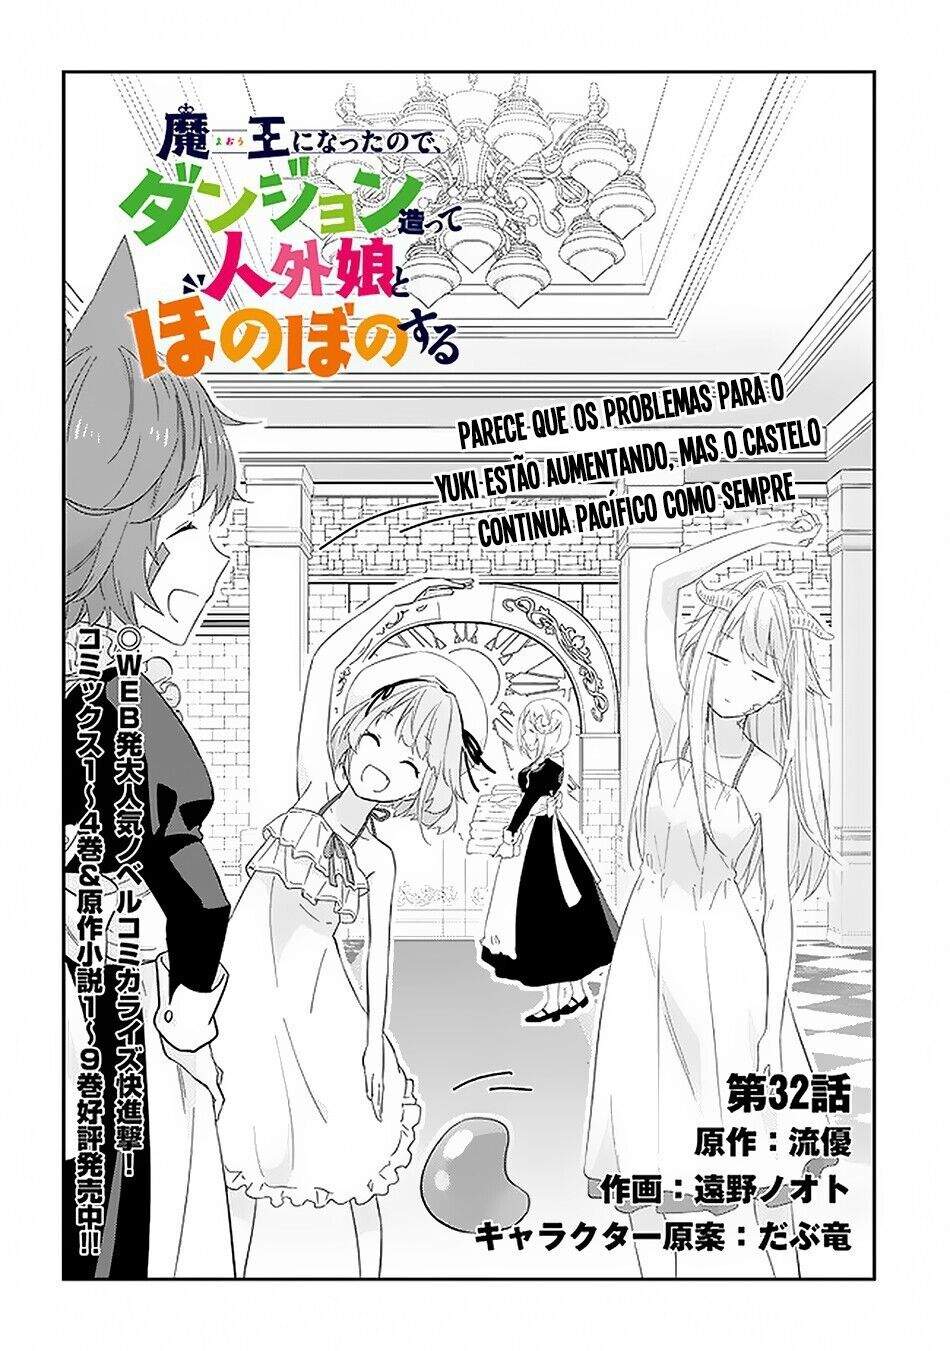 魔王になったので、
まおう
ダンジョン造って
人外娘と
ほのぼのする
PARECE QUE OS PROBLEMAS PARA O
YUKI ESTÃO AUMENTANDO, MAS O CASTELO
CONTINUA PACÍFICO COMO SEMPRE
◎WEB発大人気ノベルコミカライズ快進撃！
コミックス1〜4巻&原作小説1〜9巻好評発売中!!
第32話
原作：流優
作画：遠野ノオト
キャラクター原案：だぶ竜